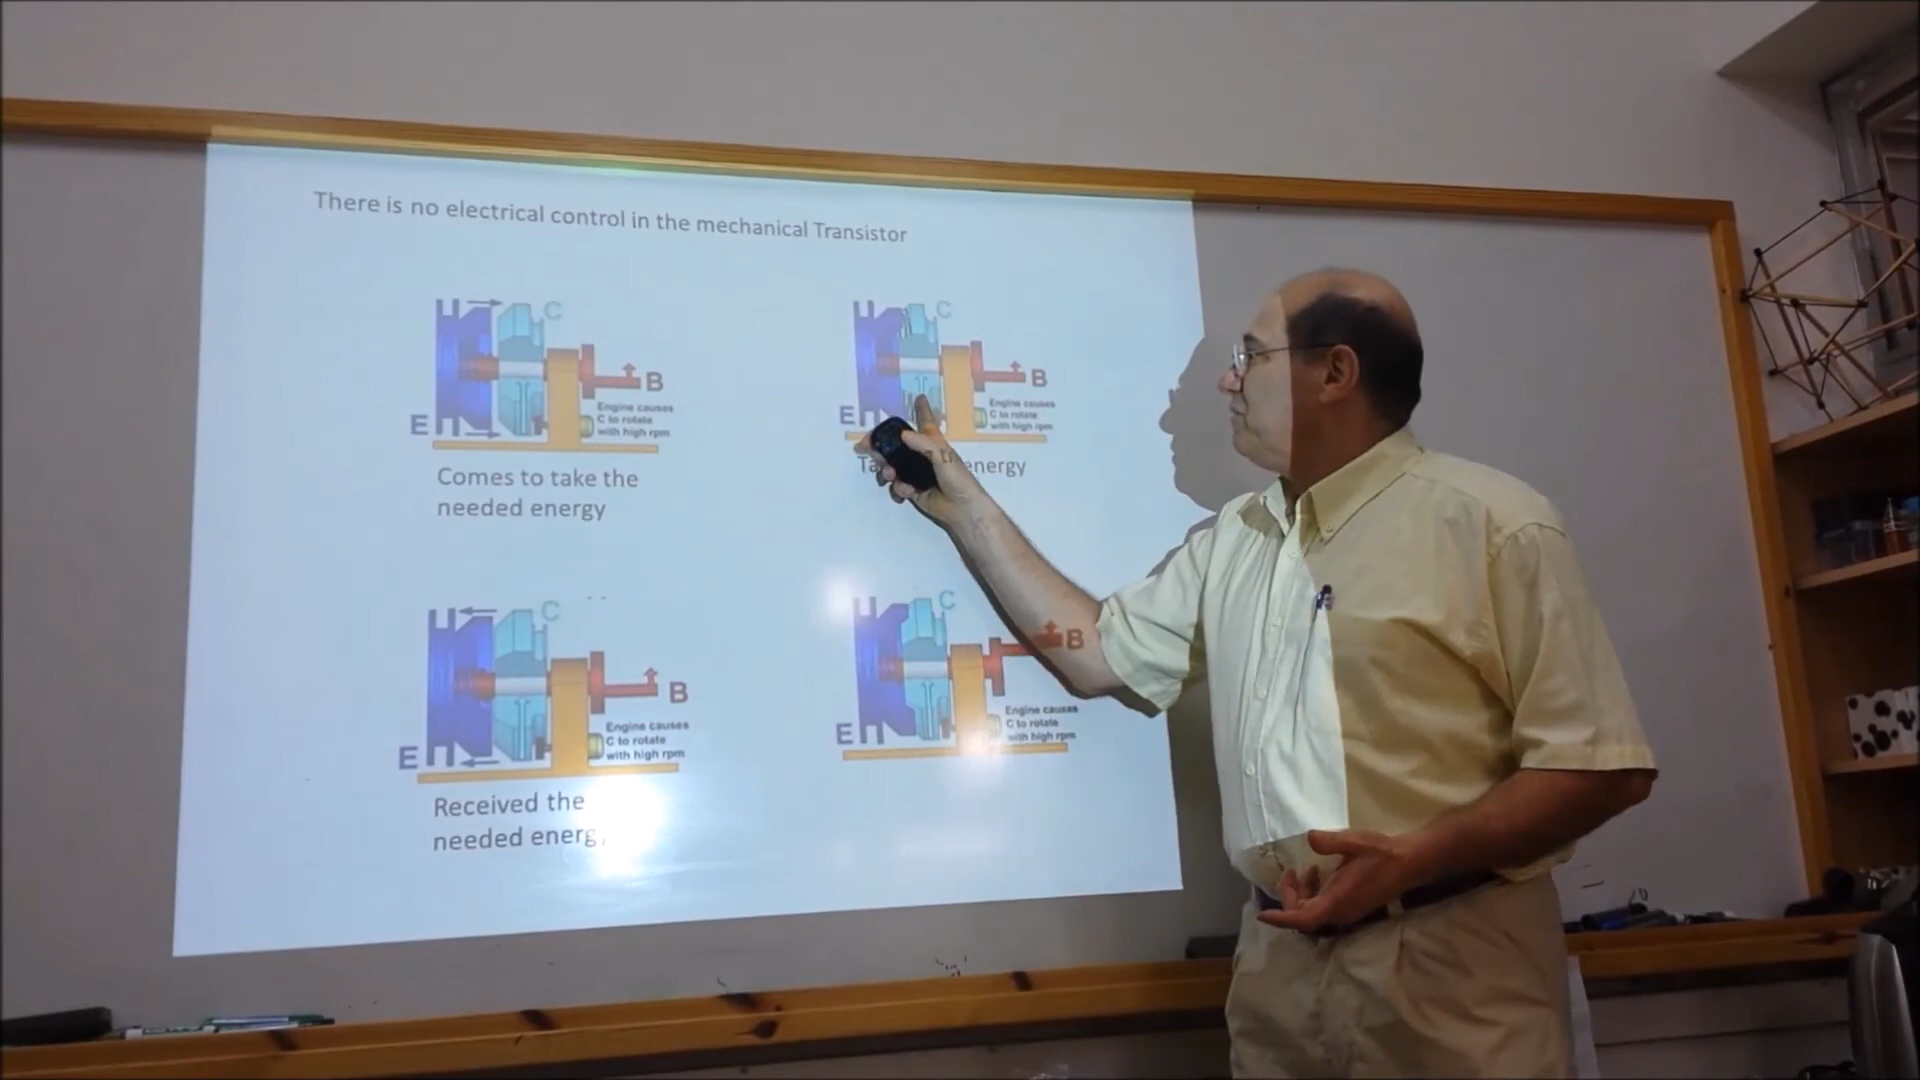 There is no electrical control in the mechanical Transistor
C
B
E
Engine causes
C to rotate
with high rpm
Comes to take the
needed energy
C
B
E
Engine causes
C to rotate
with high rpm
energy
C
B
E
Engine causes
C to rotate
with high rpm
Received the
needed
C
B
E
Engine causes
C to rotate
with high rpm